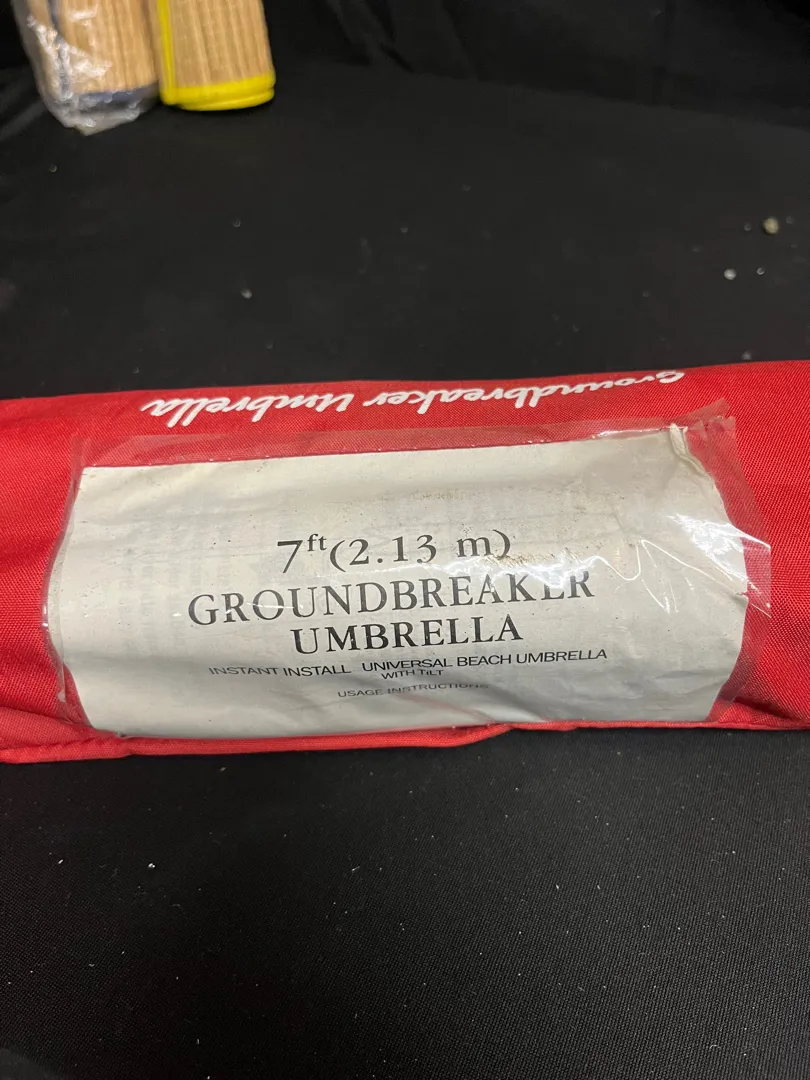 Groundbreaker Umbrella
7ft(2.13 m)
GROUNDBREAKER
UMBRELLA
INSTANT INSTALL UNIVERSAL BEACH UMBRELLA
WITH TILT
USAGE INSTRUCTIONS